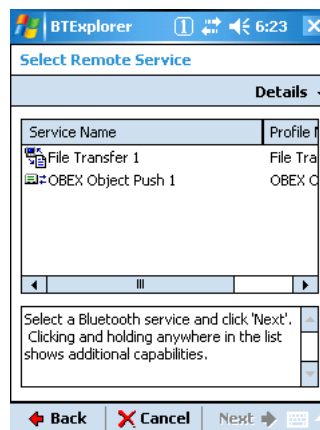 BTExplorer 1 6:23
Select Remote Service
Details
Service Name Profile
File Transfer 1 File Tra
OBEX Object Push 1 OBEX
Select a Bluetooth service and click 'Next'.
Clicking and holding anywhere in the list
shows additional capabilities.
Back Cancel Next